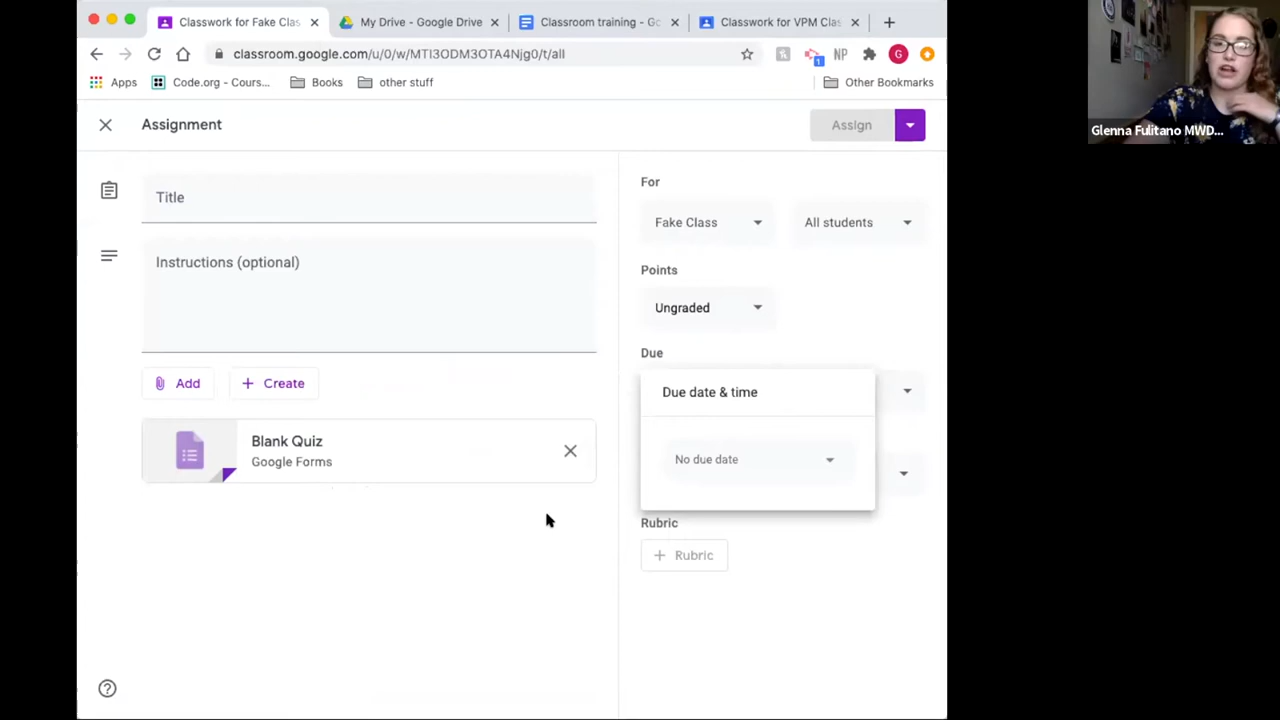 Classwork for Fake Clas
My Drive - Google Drive
Classroom training - Go
Classwork for VPM Clas
classroom.google.com/u/0/w/MTI3ODM3OTA4Njg0/t/all
1
NP
G
Apps
Code.org - Cours...
Books
other stuff
Other Bookmarks
Glenna Fulitano MWD...
Assignment
Assign
Title
For
Fake Class
All students
Instructions (optional)
Points
Ungraded
Due
Due date & time
No due date
Add
Create
Blank Quiz
Google Forms
Rubric
Rubric